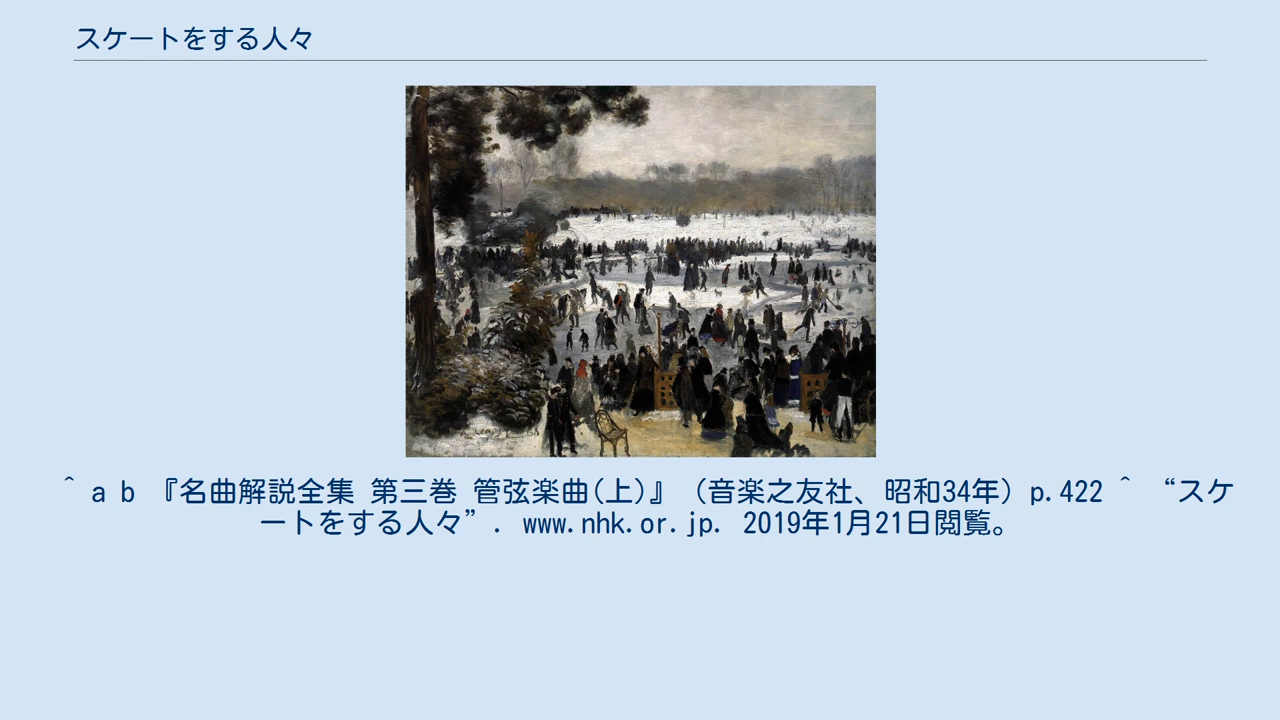 スケートをする人々
^ a b 『名曲解説全集 第三巻 管弦楽曲(上)』（音楽之友社、昭和34年）p.422 ^ “スケ
ートをする人々”. www.nhk.or.jp. 2019年1月21日閲覧。